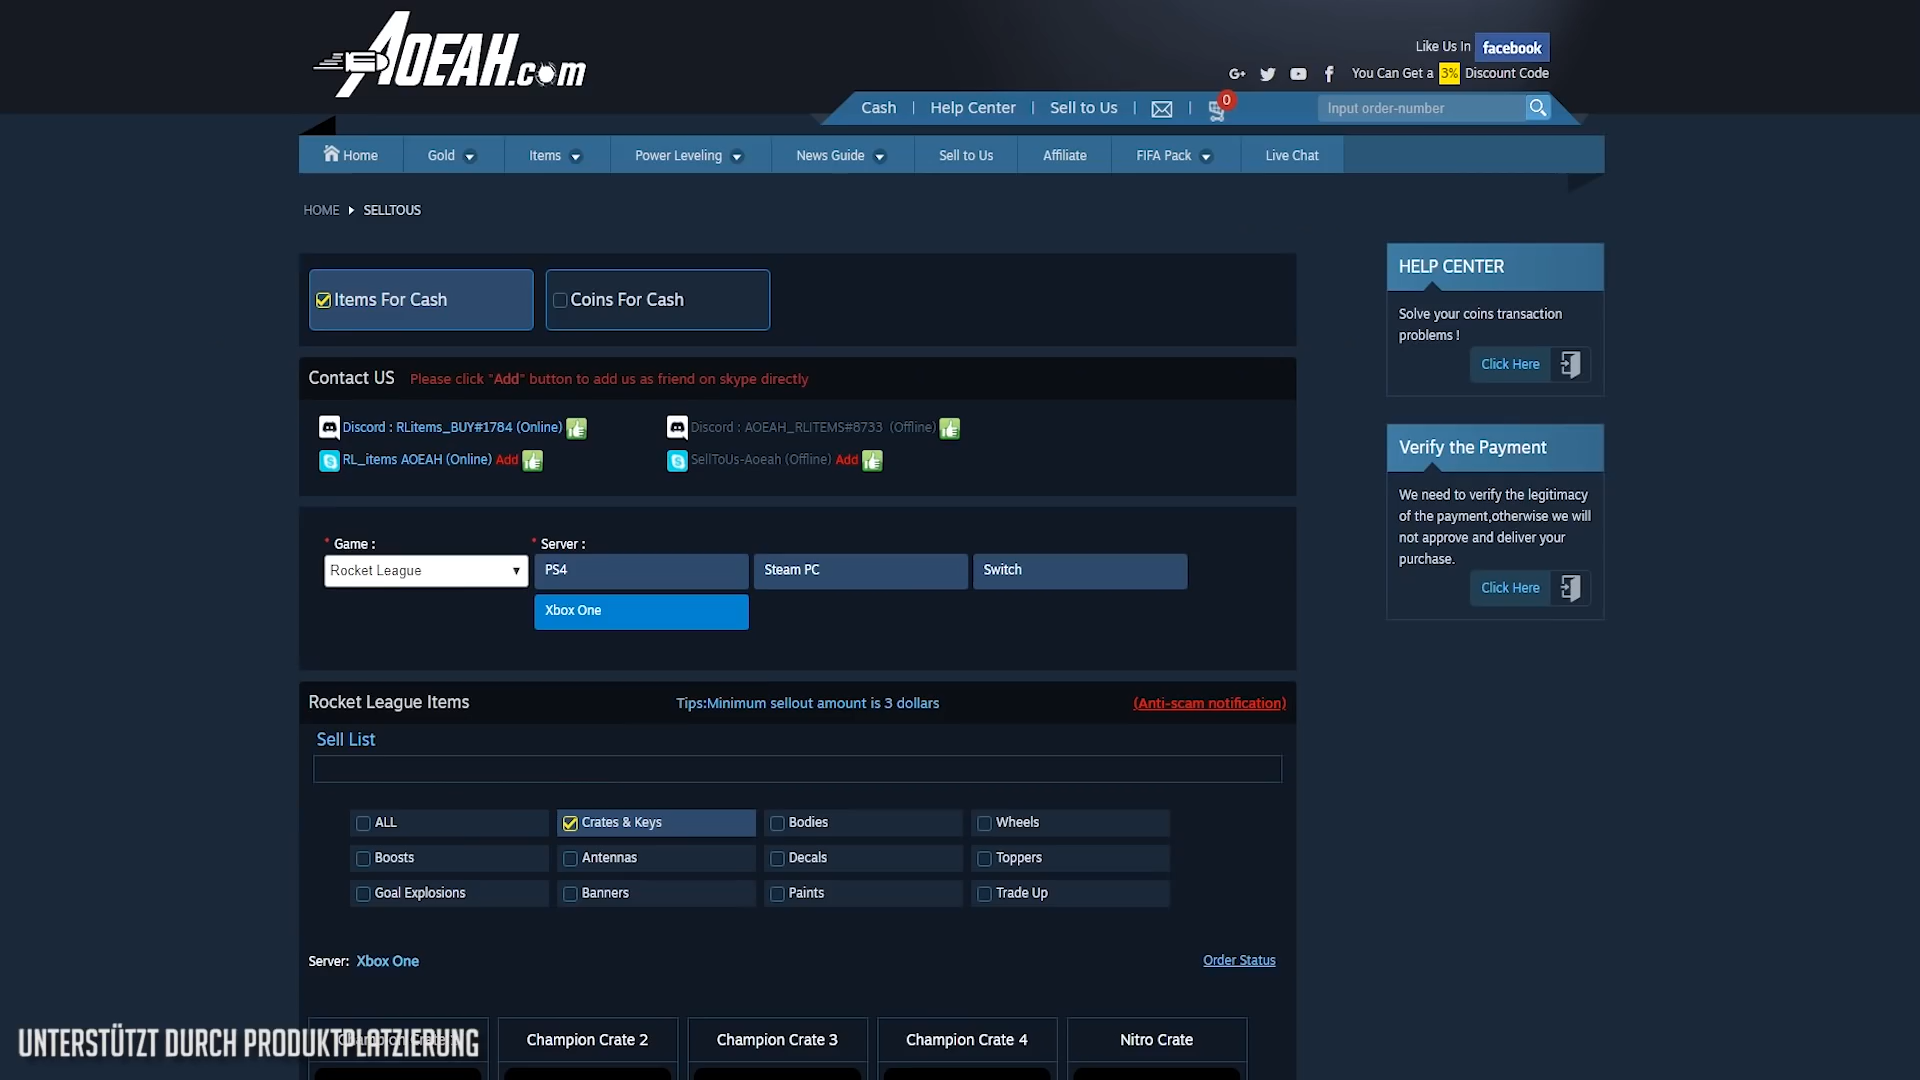 AOEAH.com
Like Us In facebook
You Can Get a 3% Discount Code
Cash | Help Center | Sell to Us | | 0 Input order-number
Home Gold Items Power Leveling News Guide Sell to Us Affiliate FIFA Pack Live Chat
HOME SELLTOUS
Items For Cash Coins For Cash
Contact US Please click "Add" button to add us as friend on skype directly
Discord : RLitems_BUY#1784 (Online) Discord : AOEAH_RLITEMS#8733 (Offline)
RL_items AOEAH (Online) Add SellToUs-Aoeah (Offline) Add
* Game : * Server :
Rocket League PS4 Steam PC Switch
Xbox One
Rocket League Items Tips:Minimum sellout amount is 3 dollars (Anti-scam notification)
Sell List
ALL Crates & Keys Bodies Wheels
Boosts Antennas Decals Toppers
Goal Explosions Banners Paints Trade Up
Server: Xbox One Order Status
Champion Crate 2 Champion Crate 3 Champion Crate 4 Nitro Crate
UNTERSTÜTZT DURCH PRODUKTPLATZIERUNG
HELP CENTER
Solve your coins transaction
problems !
Click Here
Verify the Payment
We need to verify the legitimacy
of the payment,otherwise we will
not approve and deliver your
purchase.
Click Here